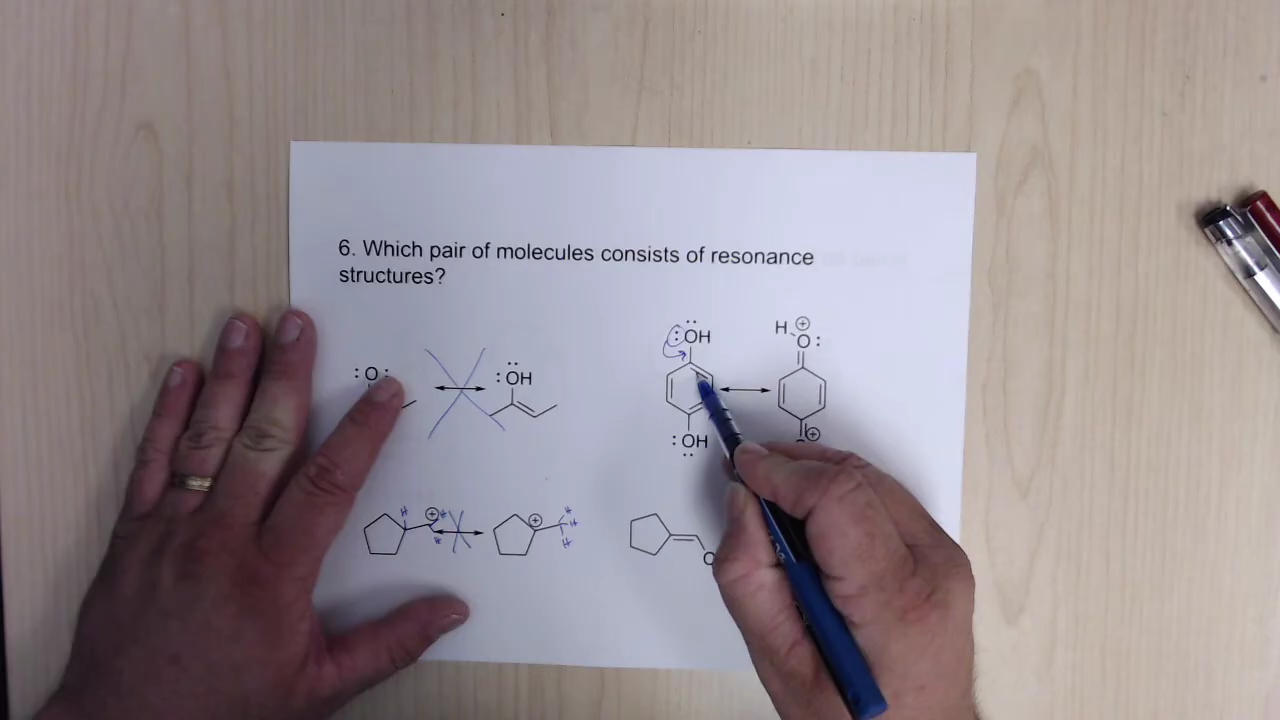 6. Which pair of molecules consists of resonance
structures?
:O:
:OH
:OH
H
⊕
O:
:OH
⊕
H
⊕
H
H
⊕
H
H
H
O